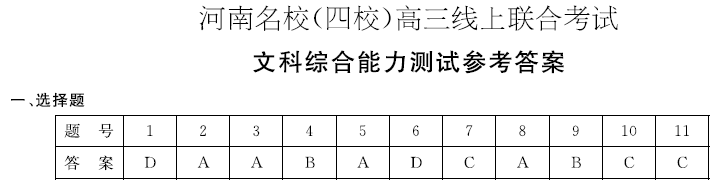 河南名校(四校)高三线上联合考试
文科综合能力测试参考答案
一、选择题
题 号 1 2 3 4 5 6 7 8 9 10 11
答 案 D A A B A D C A B C C